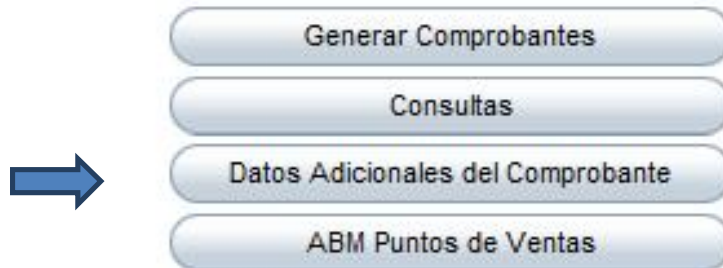 Generar Comprobantes
Consultas
Datos Adicionales del Comprobante
ABM Puntos de Ventas